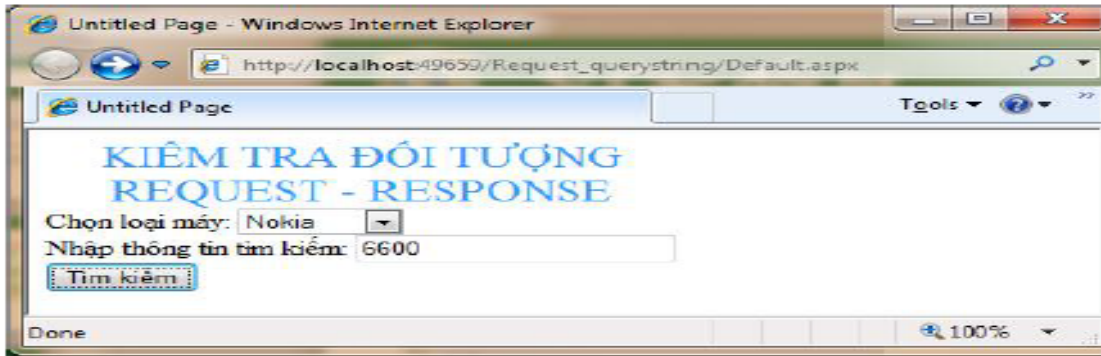 Untitled Page - Windows Internet Explorer
http://localhost:49659/Request_querystring/Default.aspx
Untitled Page
Tools
KIỂM TRA ĐỐI TƯỢNG
REQUEST - RESPONSE
Chọn loại máy: Nokia
Nhập thông tin tìm kiếm: 6600
Tìm kiếm
Done
100%